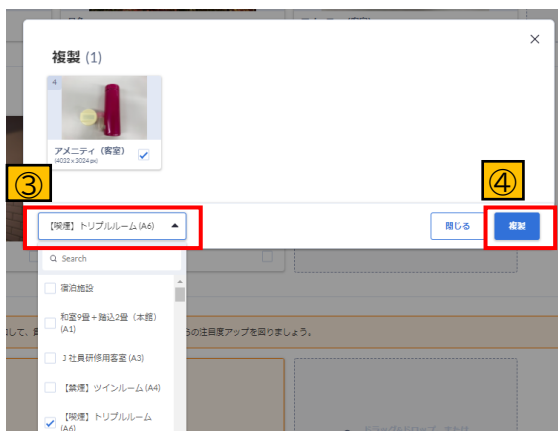 複製 (1)
4
アメニティ (客室)
(4032 x 3024 px)
③
④
【喫煙】トリプルルーム (A6)
閉じる
複製
Search
宿泊施設
和室9畳+踏込2畳 (本館)
(A1)
J 社員研修用客室 (A3)
【禁煙】ツインルーム (A4)
【喫煙】トリプルルーム
(A6)
らの注目度アップを図りましょう。